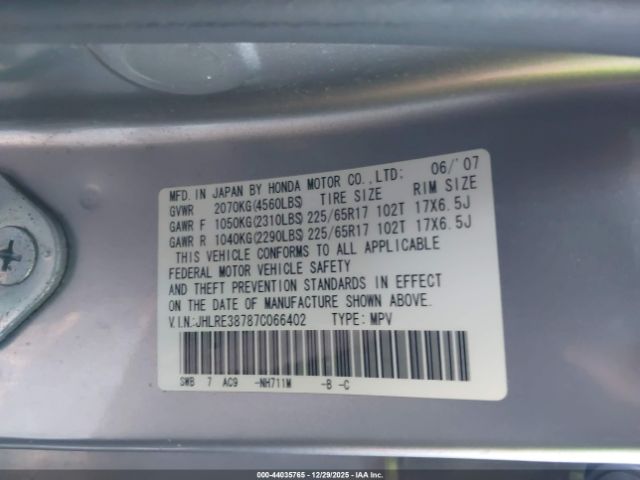 MFD. IN JAPAN BY HONDA MOTOR CO., LTD: 06/'07
GVWR 2070KG(4560LBS) TIRE SIZE RIM SIZE
GAWR F 1050KG(2310LBS) 225/65R17 102T 17X6.5J
GAWR R 1040KG(2290LBS) 225/65R17 102T 17X6.5J
THIS VEHICLE CONFORMS TO ALL APPLICABLE
FEDERAL MOTOR VEHICLE SAFETY
AND THEFT PREVENTION STANDARDS IN EFFECT
ON THE DATE OF MANUFACTURE SHOWN ABOVE.
V.I.N.:JHLRE38787C066402 TYPE: MPV
SWB 7 AC9 -NH711M -B -C
000-44035765 - 12/29/2025 - IAA Inc.